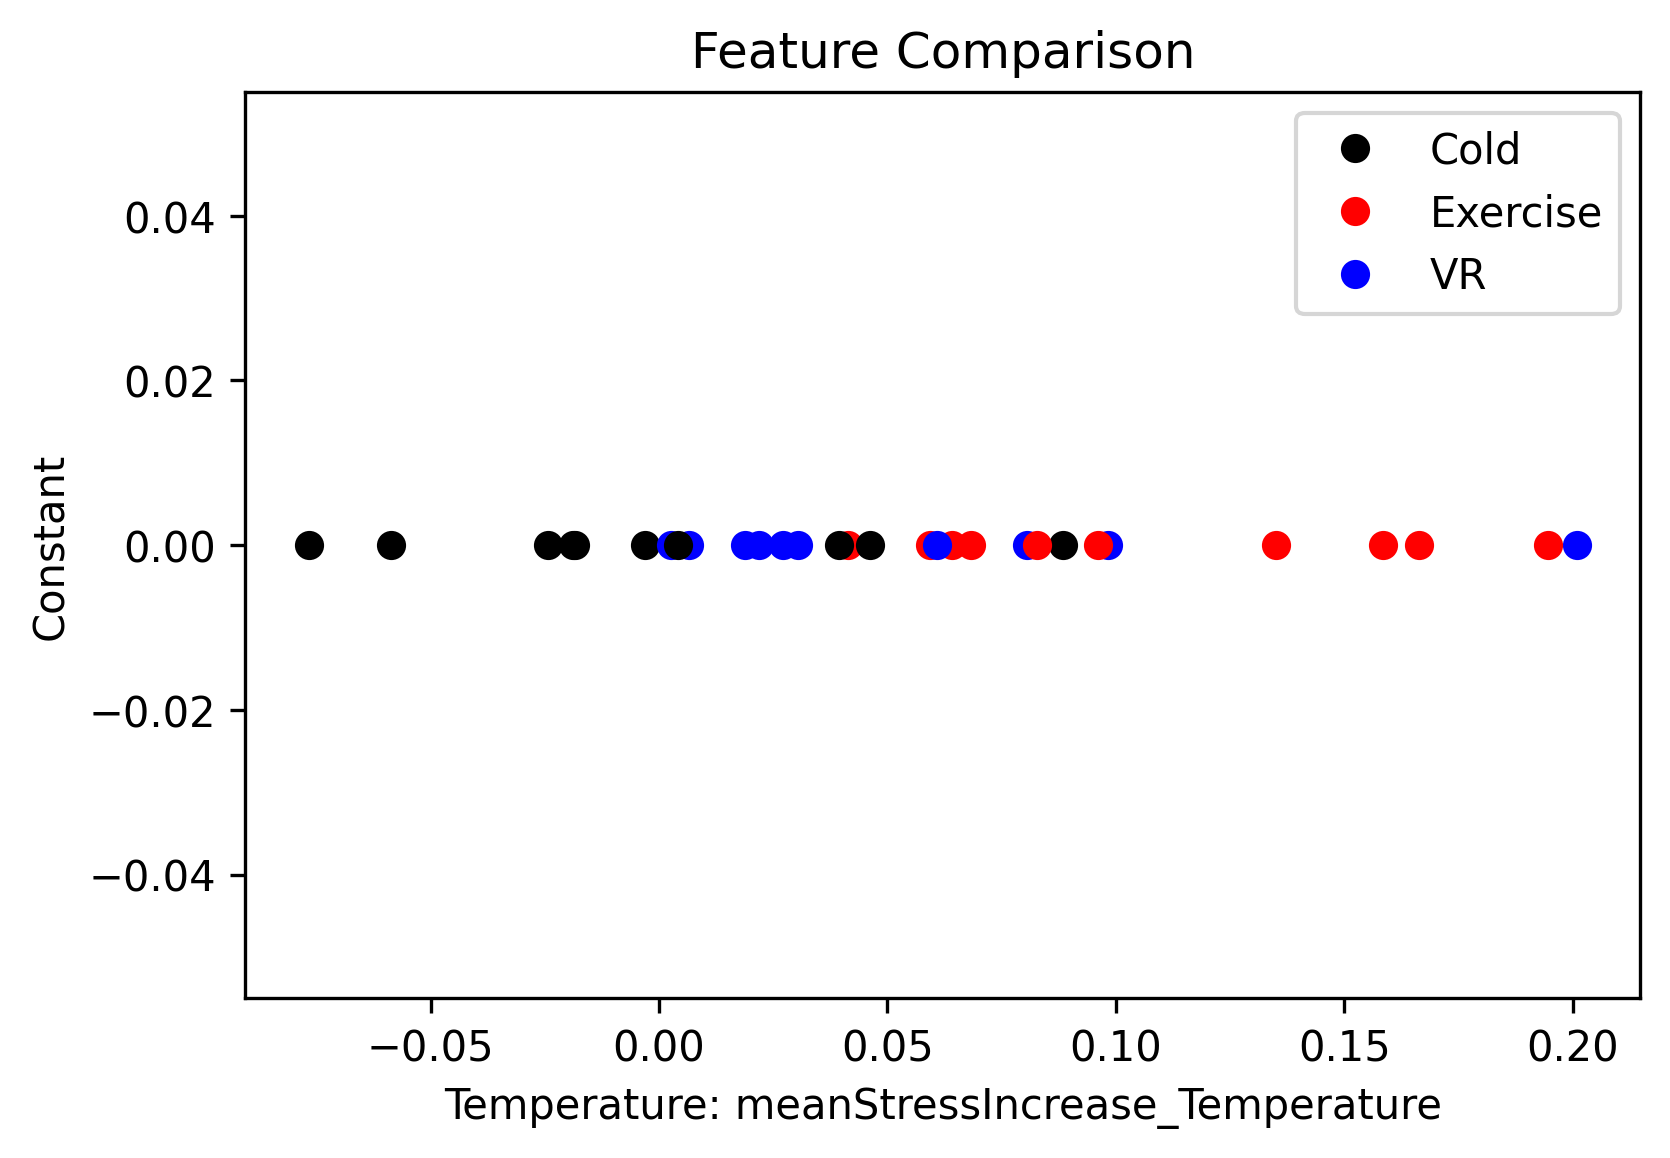 Feature Comparison
Cold
Exercise
VR
0.04
0.02
0.00
−0.02
−0.04
Constant
−0.05
0.00
0.05
0.10
0.15
0.20
Temperature: meanStressIncrease_Temperature